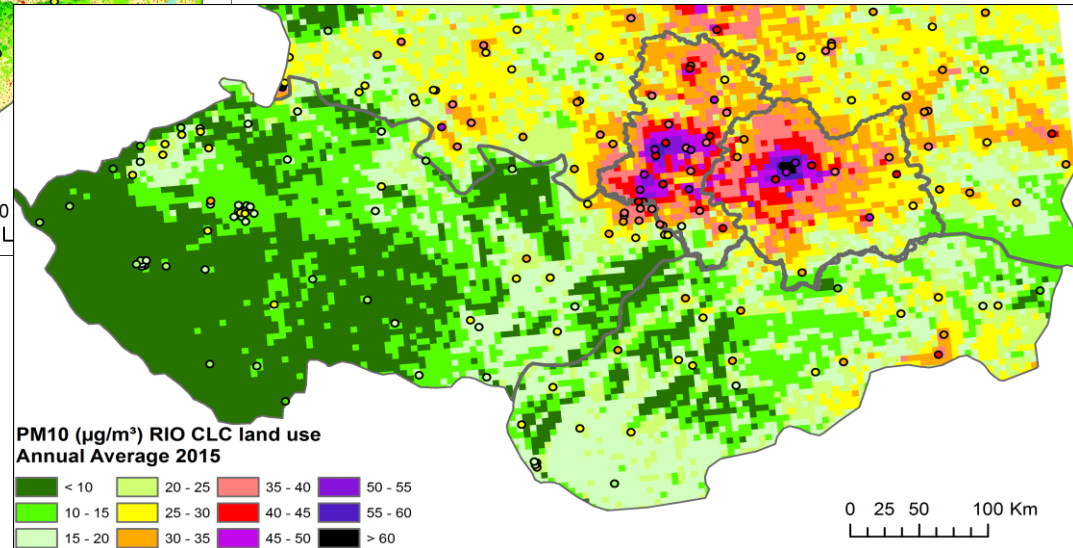 0
PM10 (µg/m³) RIO CLC land use
Annual Average 2015
< 10 20 - 25 35 - 40 50 - 55
10 - 15 25 - 30 40 - 45 55 - 60
15 - 20 30 - 35 45 - 50 > 60
0 25 50 100 Km